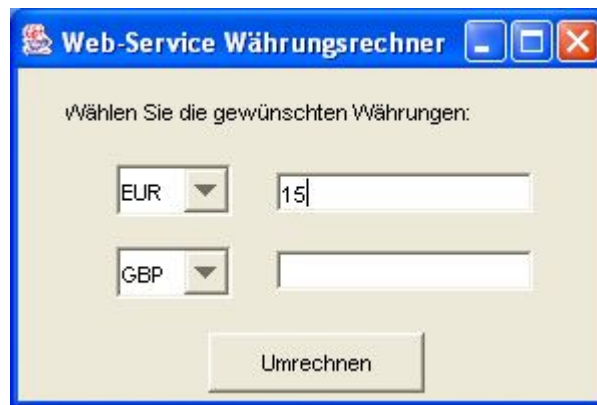 Web-Service Währungsrechner
Wählen Sie die gewünschten Währungen:
EUR 15
GBP
Umrechnen